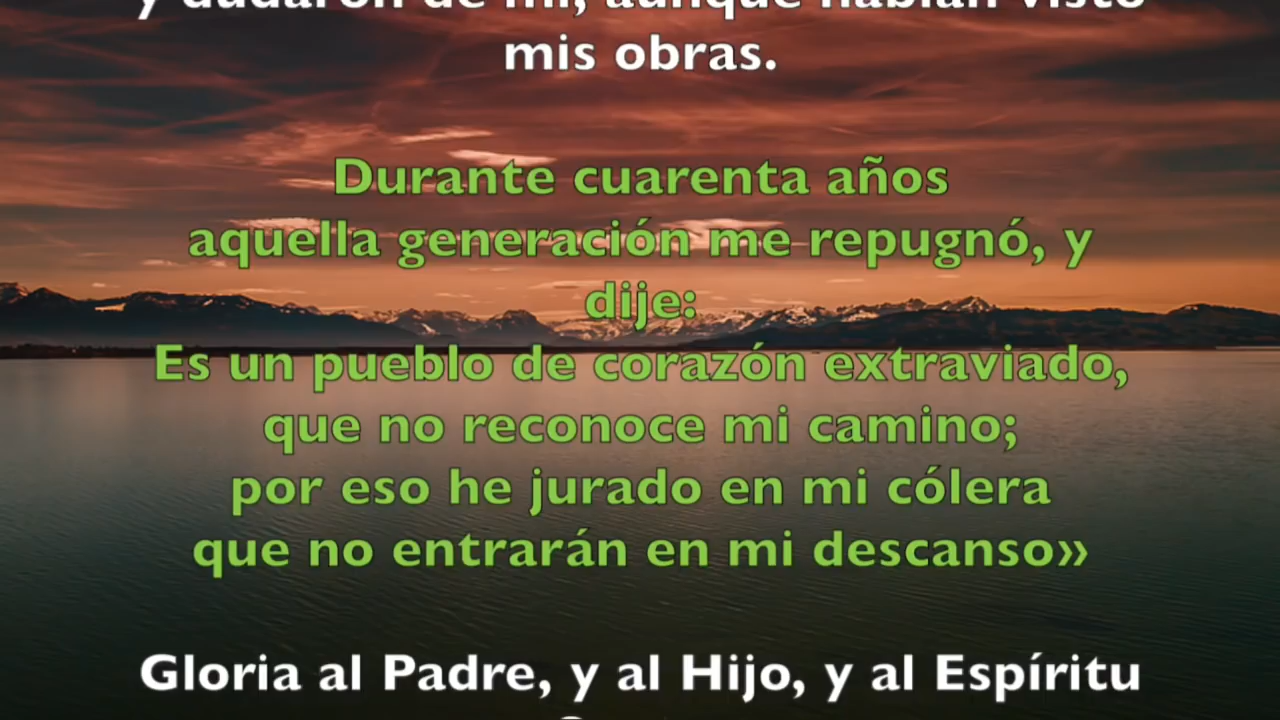 y dudaron de mí, aunque habían visto
mis obras.
Durante cuarenta años
aquella generación me repugnó, y
dije:
Es un pueblo de corazón extraviado,
que no reconoce mi camino;
por eso he jurado en mi cólera
que no entrarán en mi descanso»
Gloria al Padre, y al Hijo, y al Espíritu